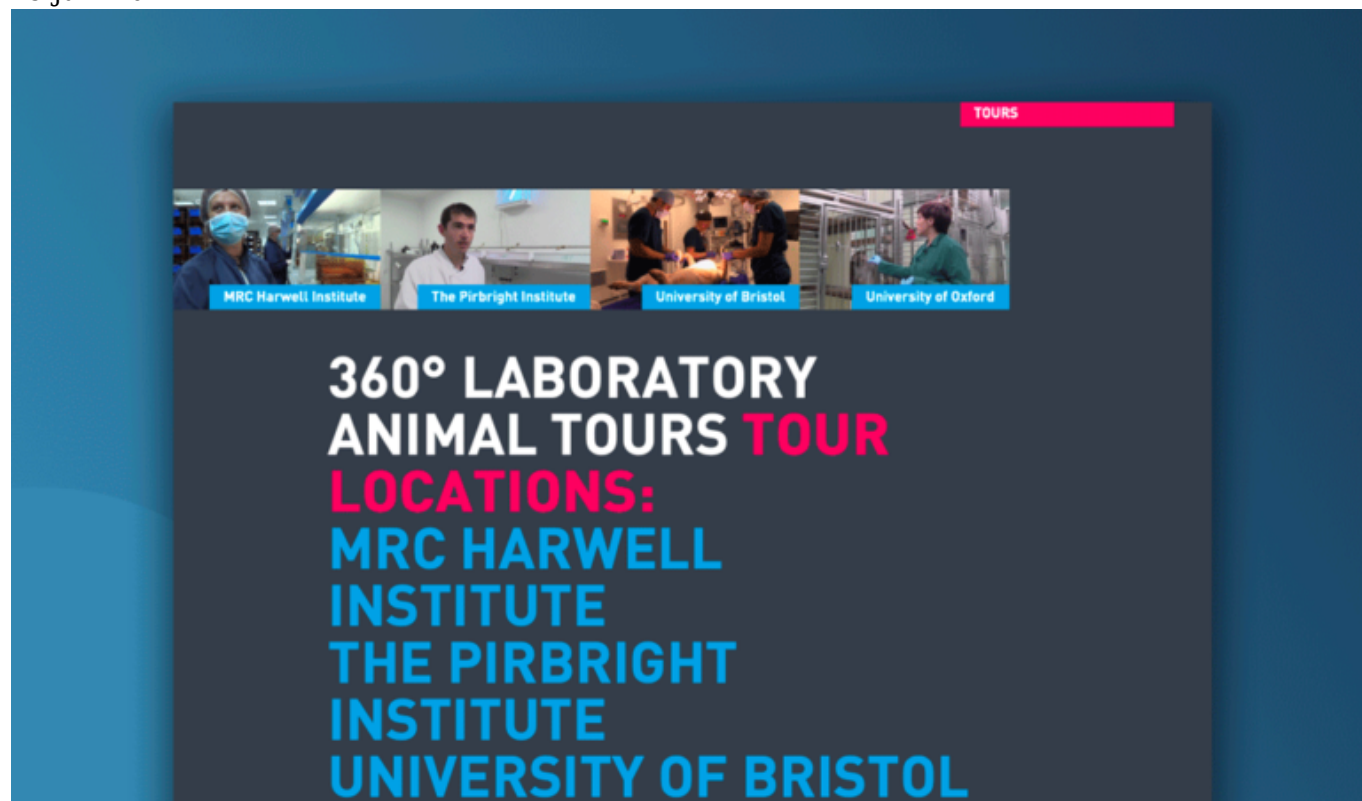 TOURS
MRC Harwell Institute
The Pirbright Institute
University of Bristol
University of Oxford
360° LABORATORY
ANIMAL TOURS TOUR
LOCATIONS:
MRC HARWELL
INSTITUTE
THE PIRBRIGHT
INSTITUTE
UNIVERSITY OF BRISTOL